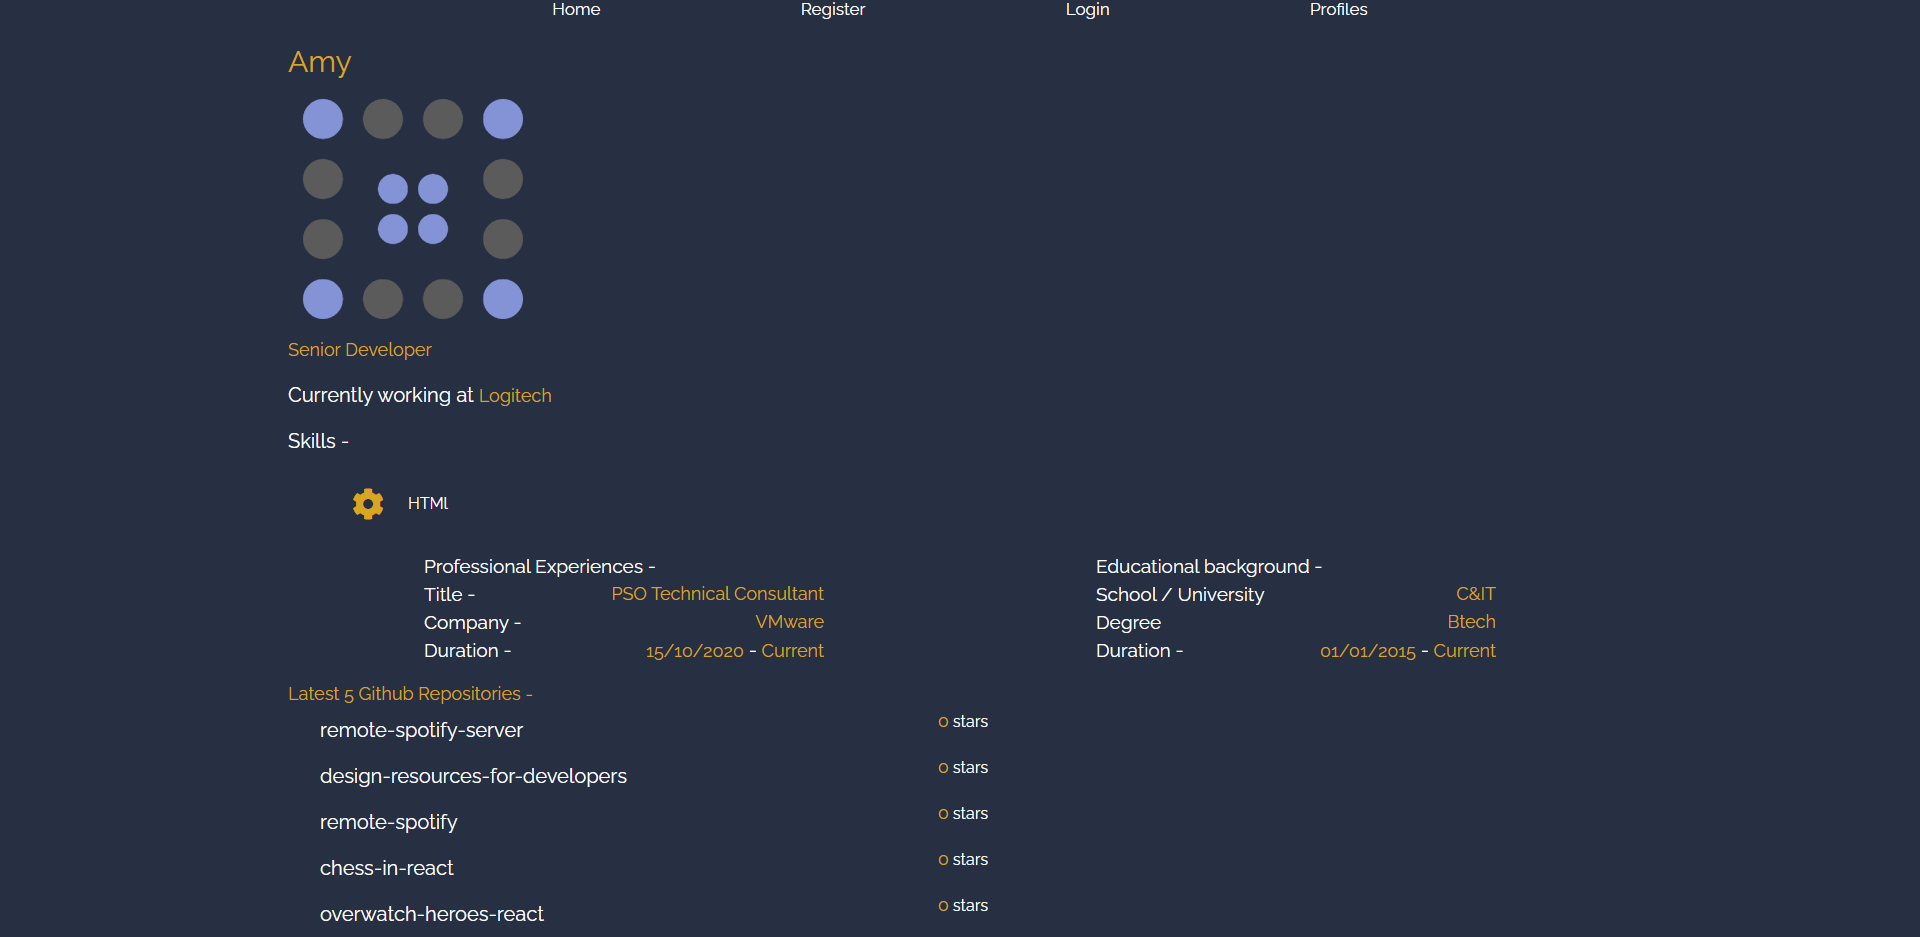 Home Register Login Profiles
Amy
Senior Developer
Currently working at Logitech
Skills -
HTMl
Professional Experiences -
Title - PSO Technical Consultant
Company - VMware
Duration - 15/10/2020 - Current
Educational background -
School / University C&IT
Degree Btech
Duration - 01/01/2015 - Current
Latest 5 Github Repositories -
remote-spotify-server 0 stars
design-resources-for-developers 0 stars
remote-spotify 0 stars
chess-in-react 0 stars
overwatch-heroes-react 0 stars